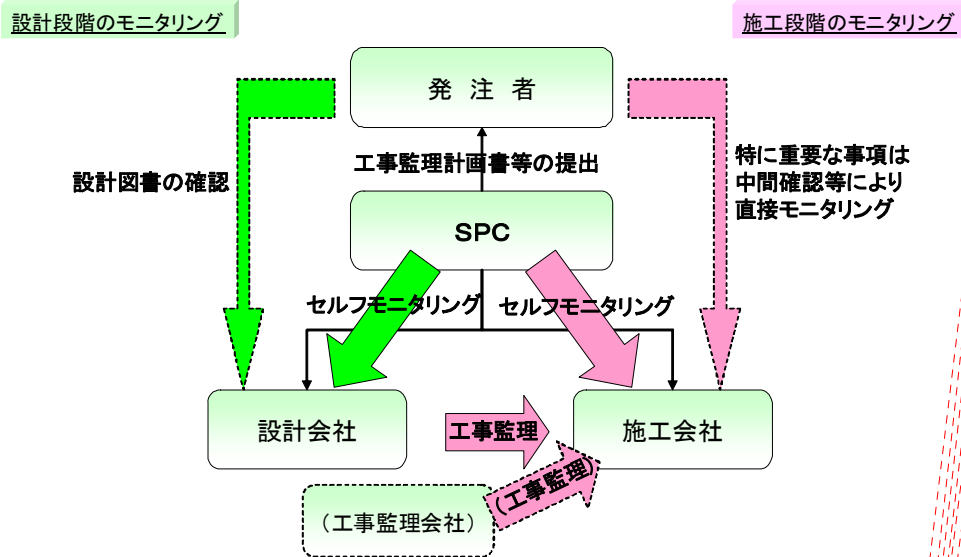 設計段階のモニタリング
施工段階のモニタリング
発 注 者
工事監理計画書等の提出
設計図書の確認
特に重要な事項は
中間確認等により
直接モニタリング
SPC
セルフモニタリング
セルフモニタリング
設計会社
工事監理
施工会社
（工事監理）
（工事監理会社）